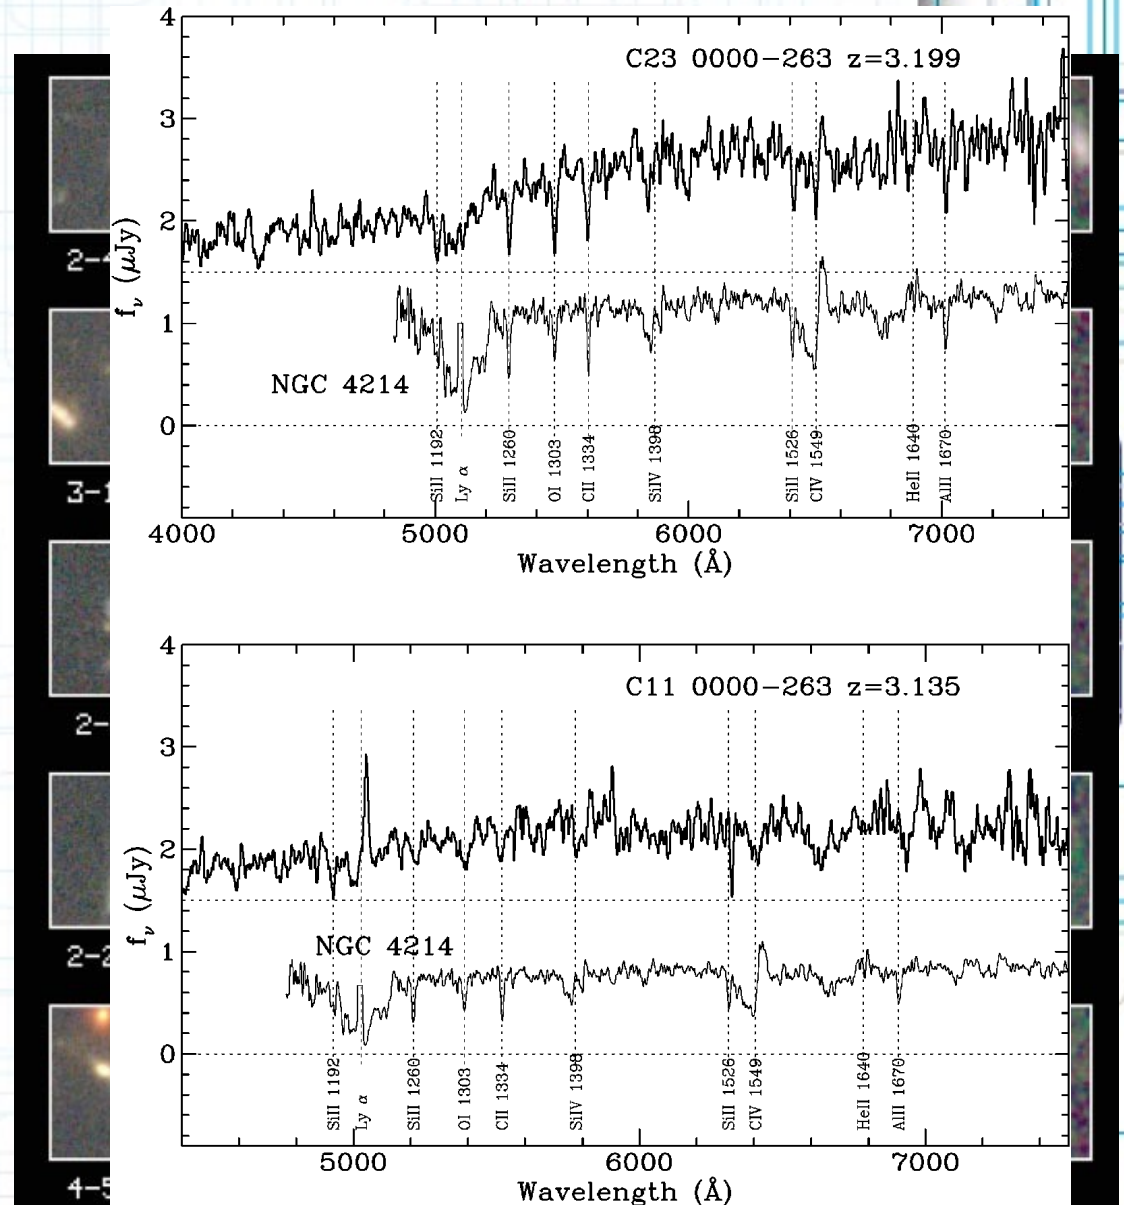 4
C23 0000-263 z=3.199
3
2
1
0
fν (μJy)
NGC 4214
SiII 1192
Ly α
SiII 1260
OI 1303
CII 1334
SiIV 1398
SiII 1526
CIV 1549
HeII 1640
AlII 1670
4000 5000 6000 7000
Wavelength (Å)
4
C11 0000-263 z=3.135
3
2
1
0
fν (μJy)
NGC 4214
SiII 1192
Ly α
SiII 1260
OI 1303
CII 1334
SiIV 1398
SiII 1526
CIV 1549
HeII 1640
AlII 1670
5000 6000 7000
Wavelength (Å)